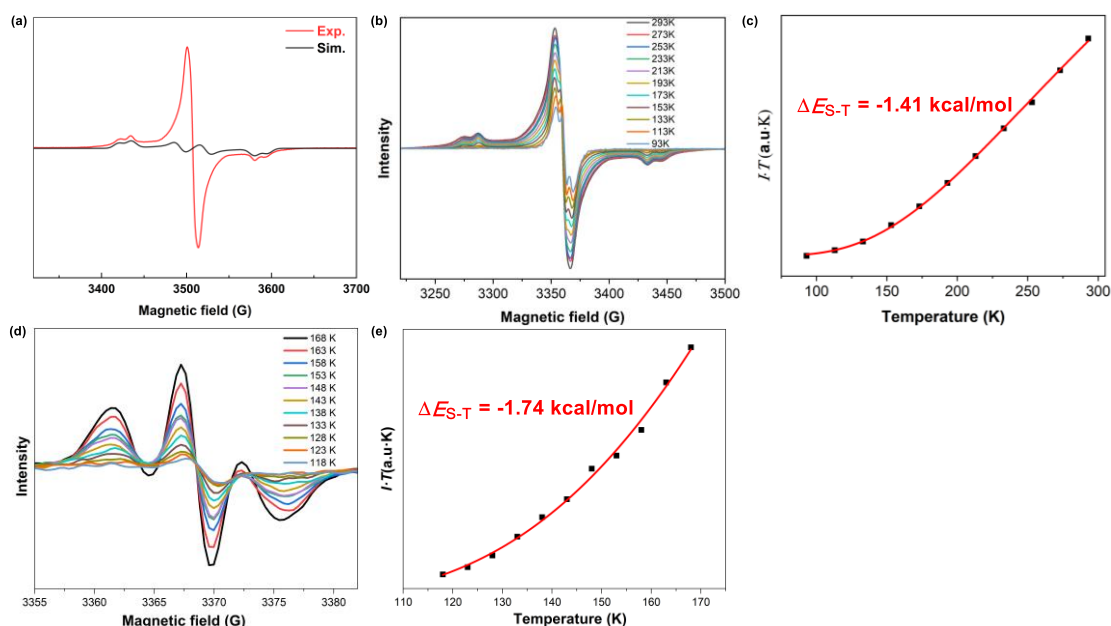 (a)
Exp.
Sim.
3400 3500 3600 3700
Magnetic field (G)
(b)
293K
273K
253K
233K
213K
193K
173K
153K
133K
113K
93K
Intensity
3250 3300 3350 3400 3450 3500
Magnetic field (G)
(c)
ΔE_S-T = -1.41 kcal/mol
I·T (a.u·K)
100 150 200 250 300
Temperature (K)
(d)
168 K
163 K
158 K
153 K
148 K
143 K
138 K
133 K
128 K
123 K
118 K
Intensity
3355 3360 3365 3370 3375 3380
Magnetic field (G)
(e)
ΔE_S-T = -1.74 kcal/mol
I·T(a.u·K)
110 120 130 140 150 160 170
Temperature (K)